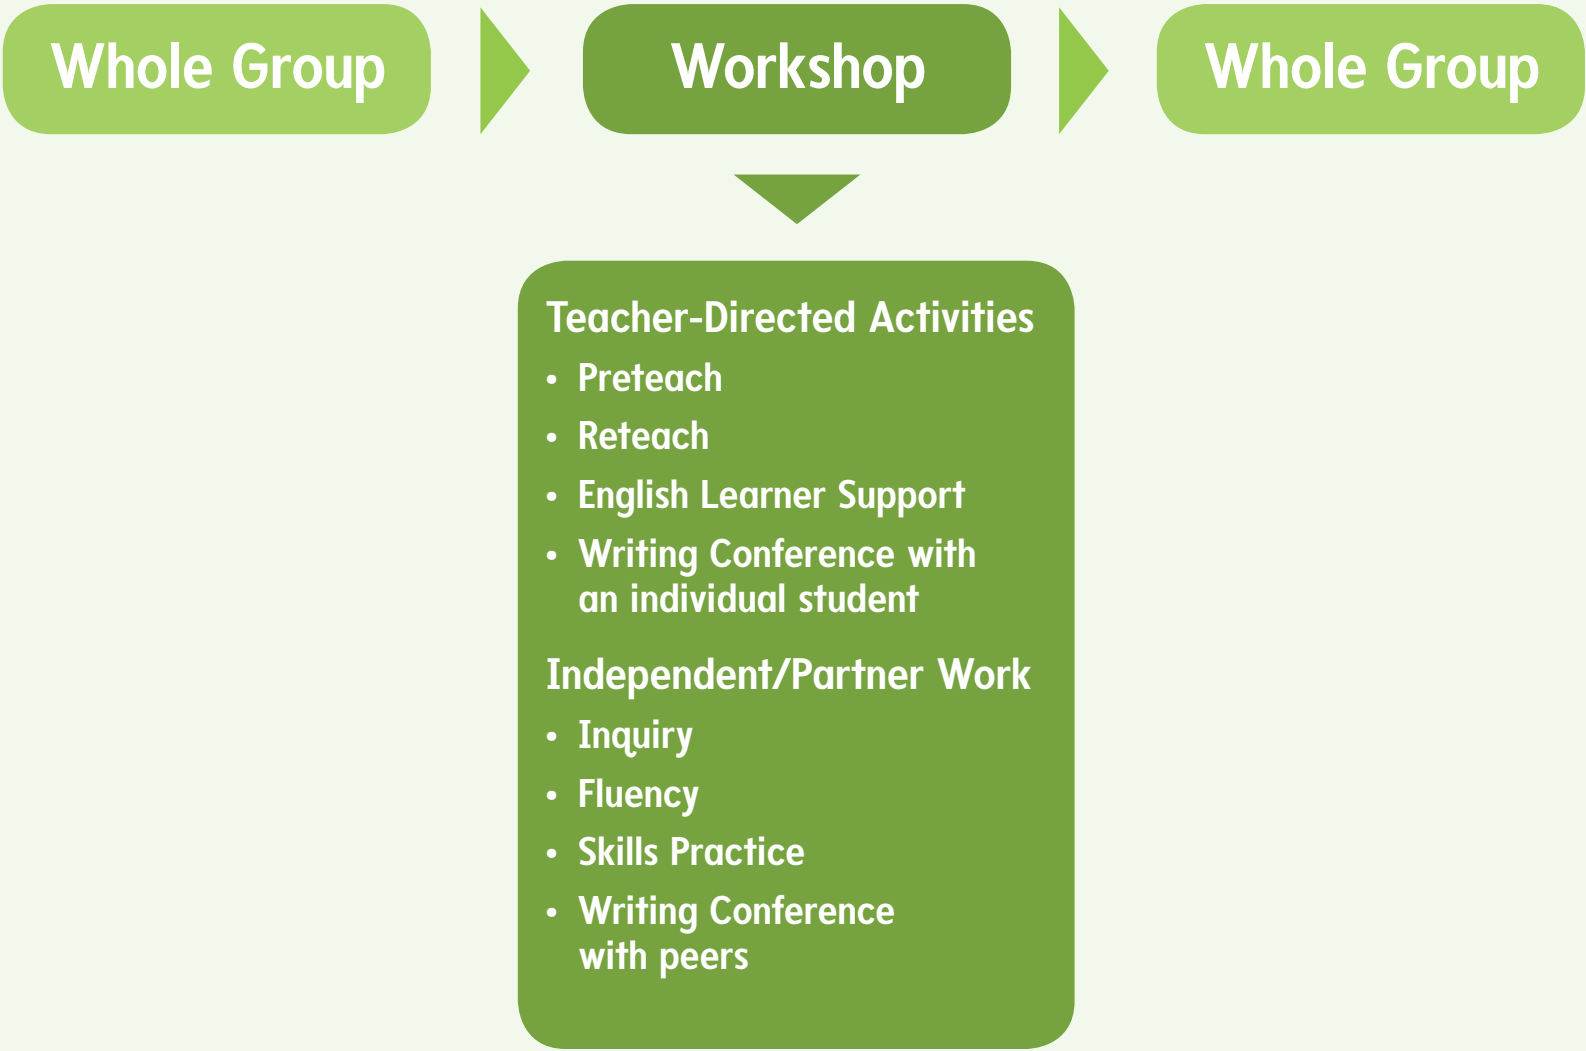 Whole Group
Workshop
Whole Group
Teacher-Directed Activities
• Preteach
• Reteach
• English Learner Support
• Writing Conference with
an individual student
Independent/Partner Work
• Inquiry
• Fluency
• Skills Practice
• Writing Conference
with peers